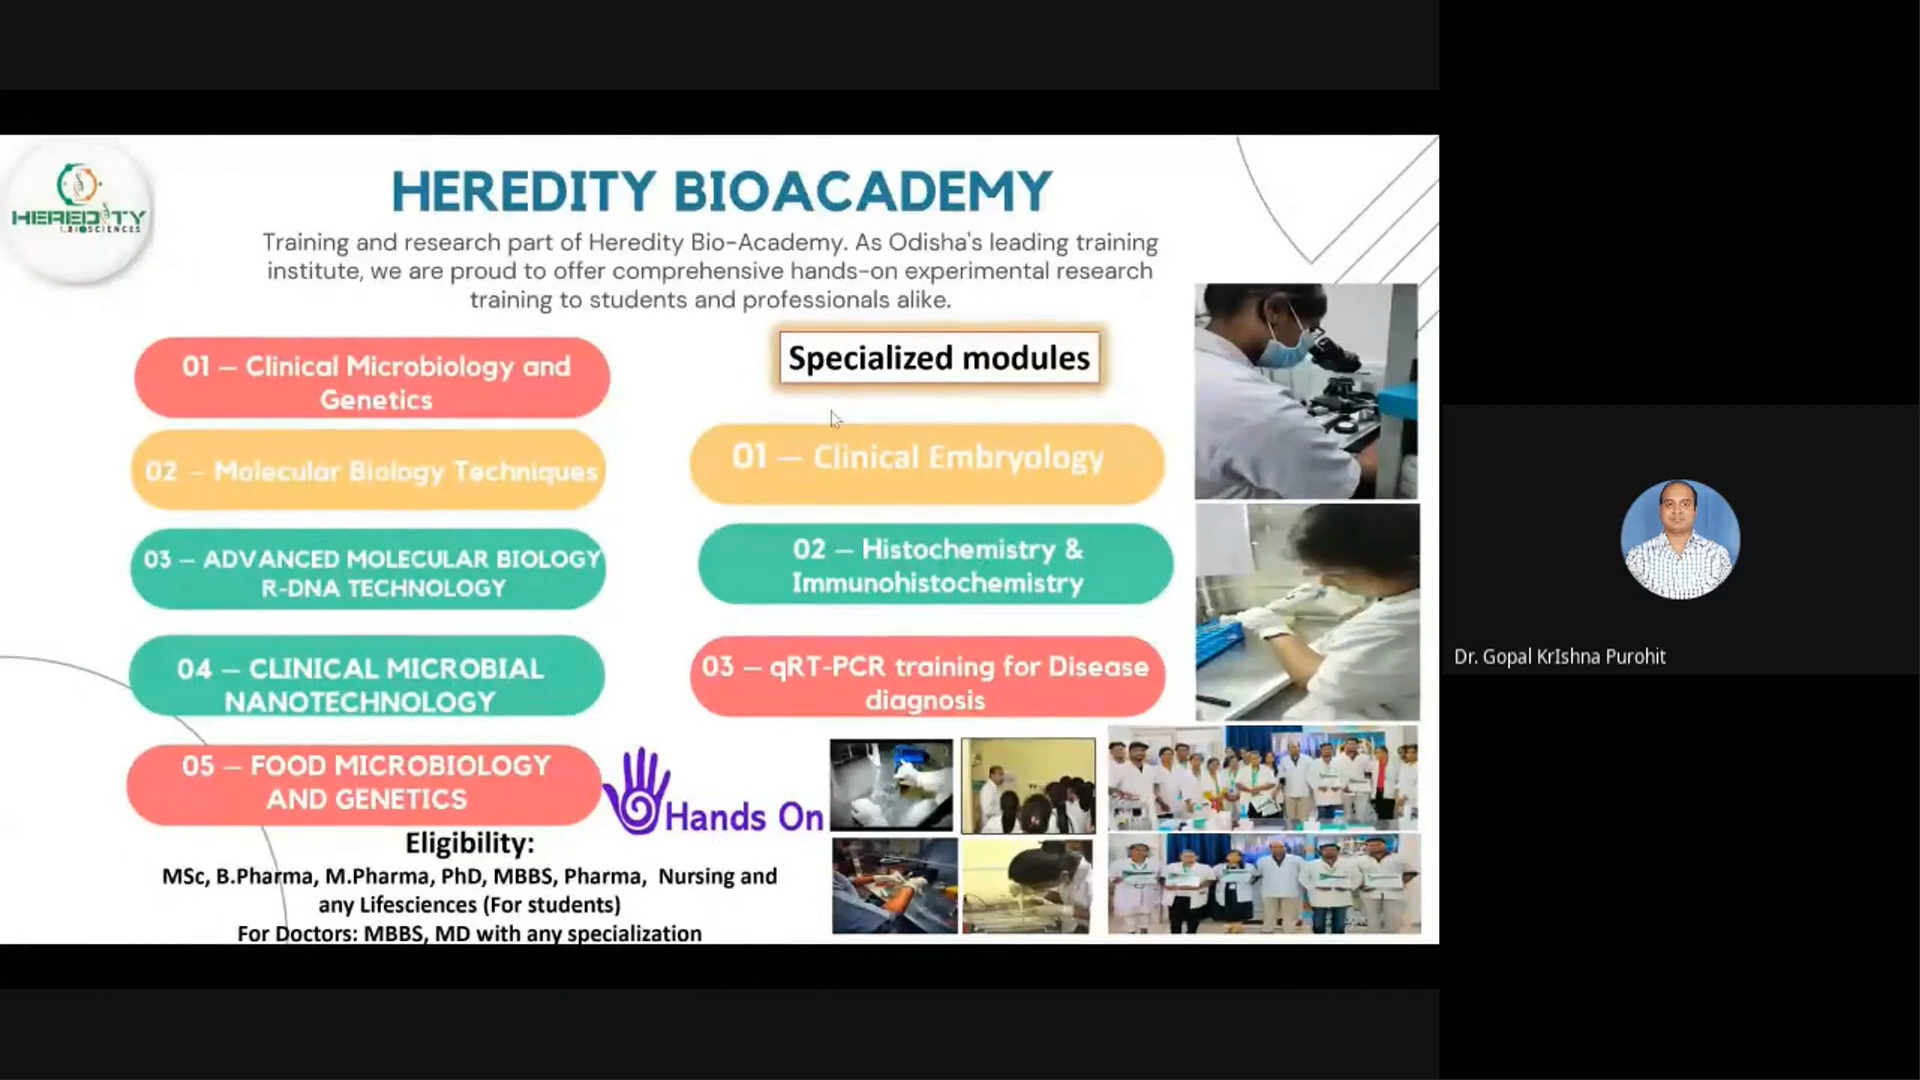 HEREDITY
BIOSCIENCES
HEREDITY BIOACADEMY
Training and research part of Heredity Bio-Academy. As Odisha's leading training
institute, we are proud to offer comprehensive hands-on experimental research
training to students and professionals alike.
01 – Clinical Microbiology and
Genetics
02 – Molecular Biology Techniques
03 – ADVANCED MOLECULAR BIOLOGY
R-DNA TECHNOLOGY
04 – CLINICAL MICROBIAL
NANOTECHNOLOGY
05 – FOOD MICROBIOLOGY
AND GENETICS
Specialized modules
01 – Clinical Embryology
02 – Histochemistry &
Immunohistochemistry
03 – qRT-PCR training for Disease
diagnosis
Hands On
Eligibility:
MSc, B.Pharma, M.Pharma, PhD, MBBS, Pharma, Nursing and
any Lifesciences (For students)
For Doctors: MBBS, MD with any specialization
Dr. Gopal KrIshna Purohit